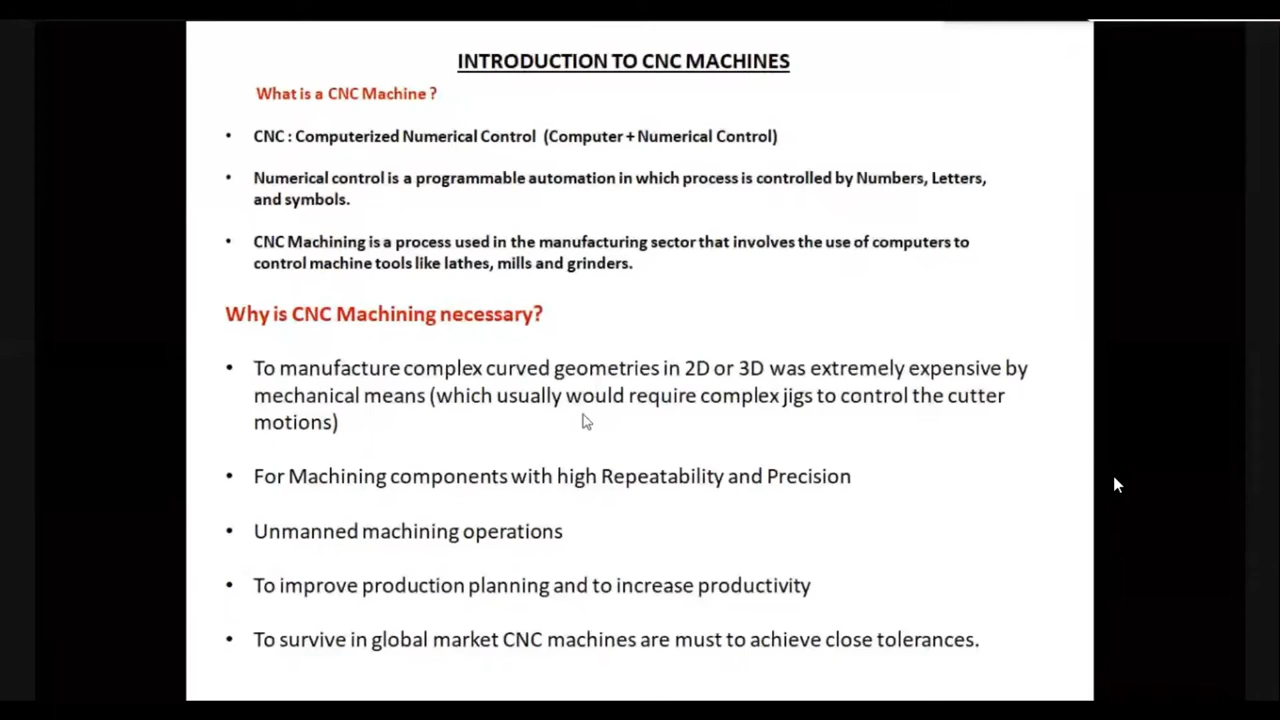 INTRODUCTION TO CNC MACHINES
What is a CNC Machine ?
• CNC : Computerized Numerical Control (Computer + Numerical Control)
• Numerical control is a programmable automation in which process is controlled by Numbers, Letters,
and symbols.
• CNC Machining is a process used in the manufacturing sector that involves the use of computers to
control machine tools like lathes, mills and grinders.
Why is CNC Machining necessary?
• To manufacture complex curved geometries in 2D or 3D was extremely expensive by
mechanical means (which usually would require complex jigs to control the cutter
motions)
• For Machining components with high Repeatability and Precision
• Unmanned machining operations
• To improve production planning and to increase productivity
• To survive in global market CNC machines are must to achieve close tolerances.